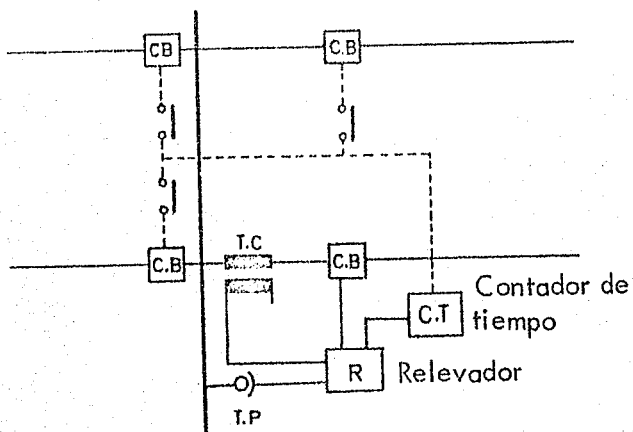 CB
C.B
T.C
C.B
C.B
C.T
Contador de
tiempo
R
Relevador
T.P